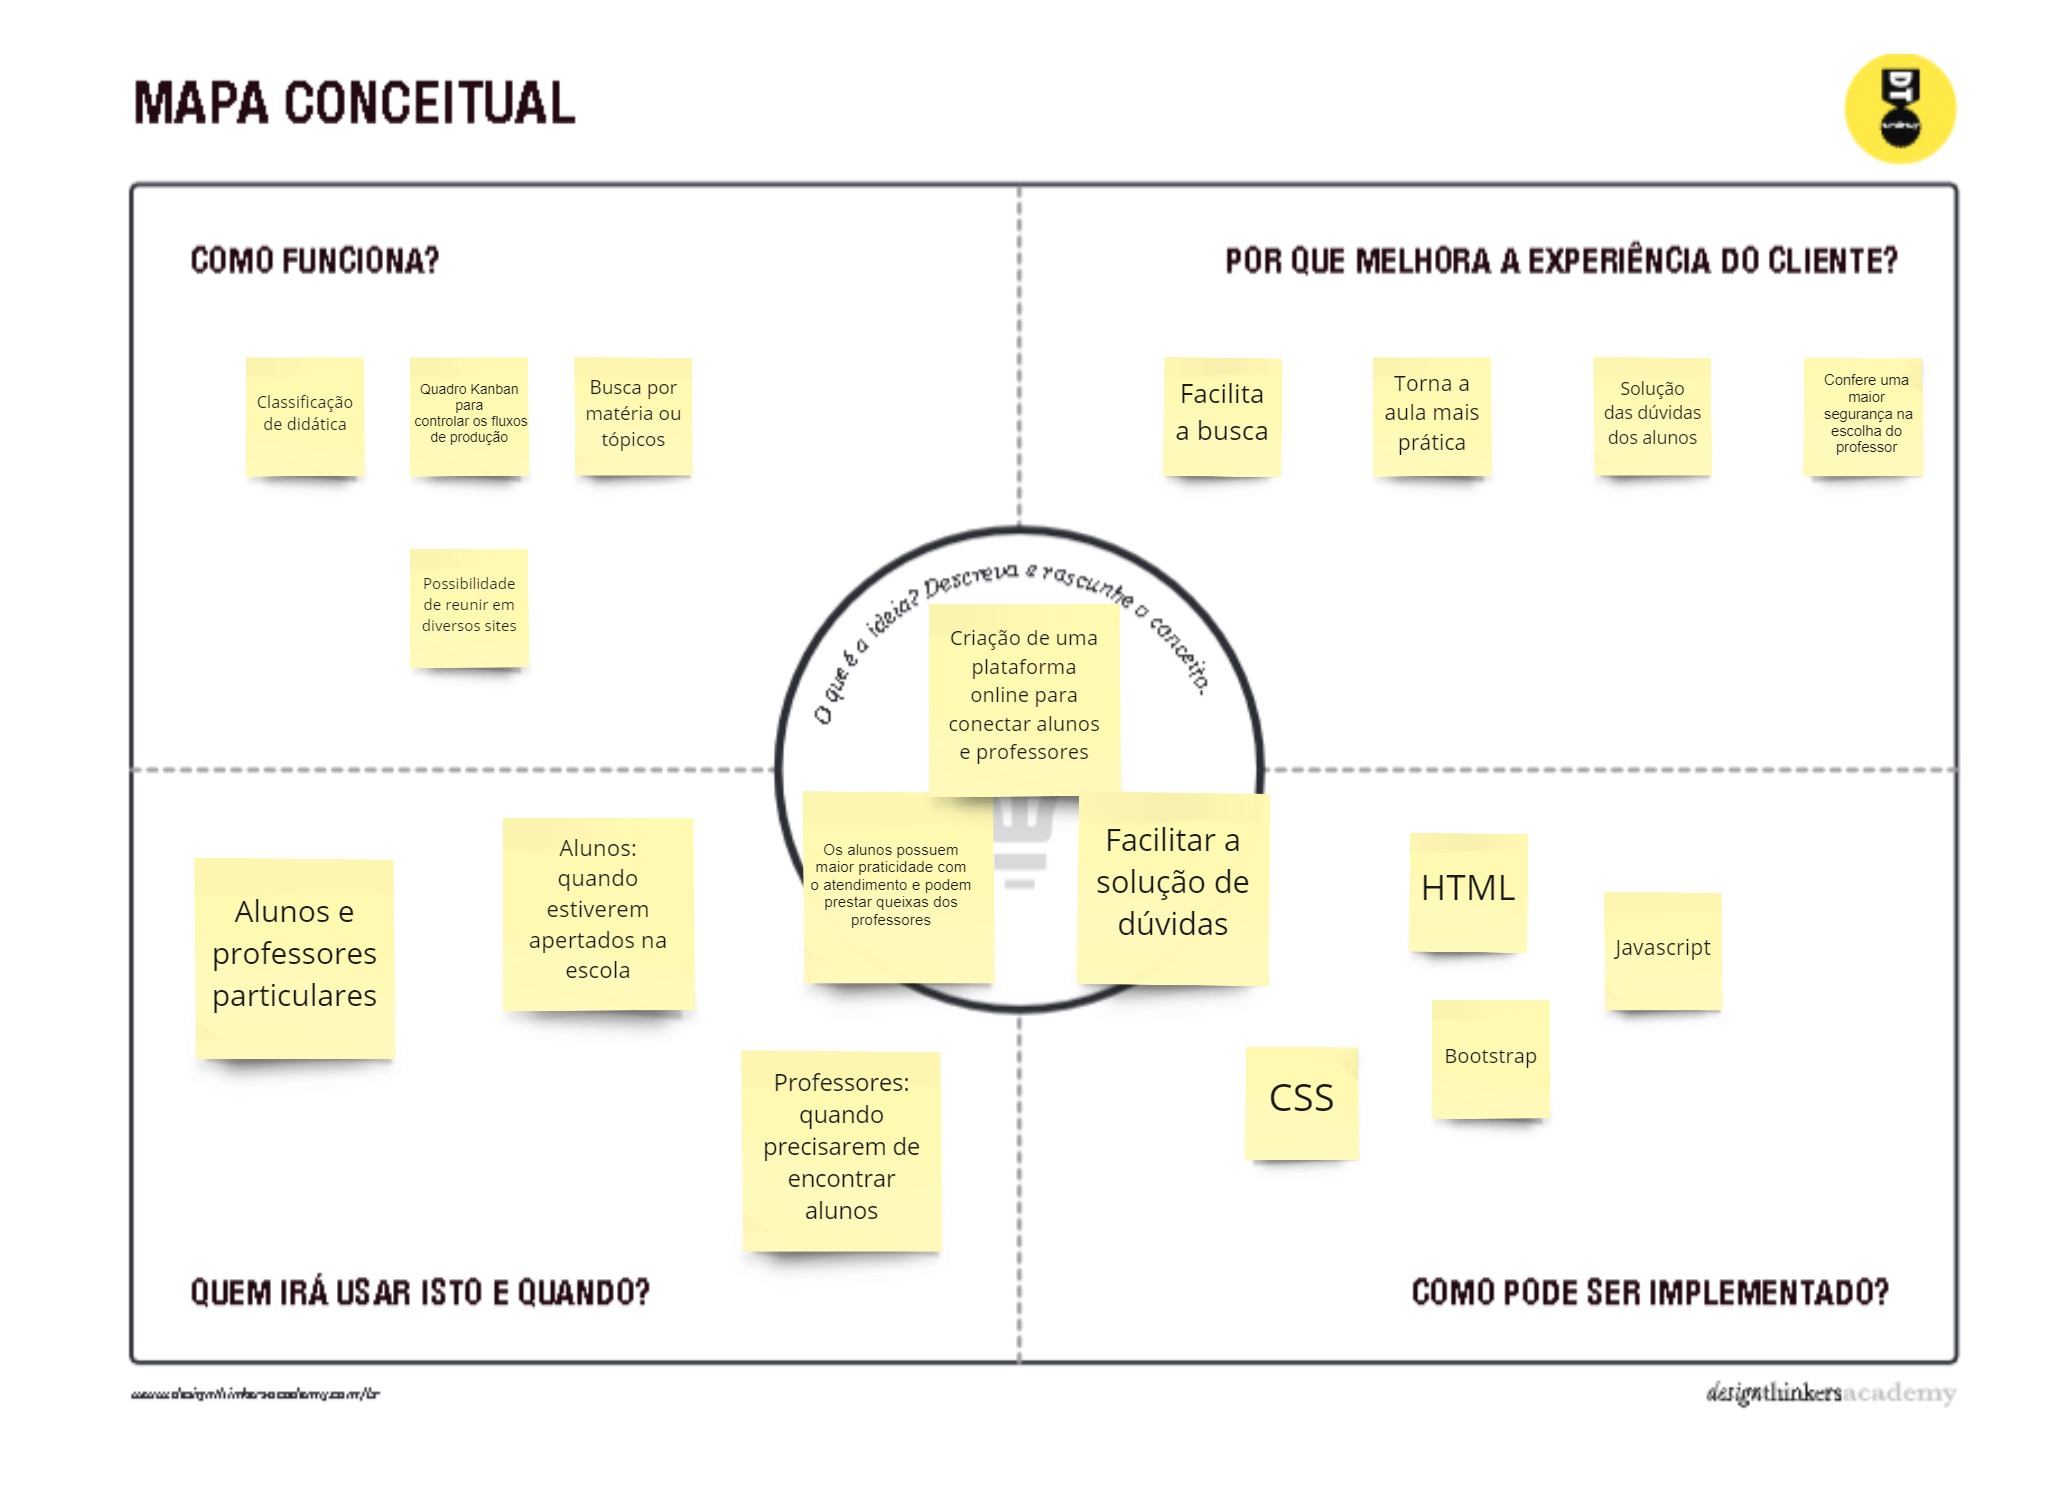 MAPA CONCEITUAL
DT
COMO FUNCIONA?
Classificação
de didática
Quadro Kanban
para
controlar os fluxos
de produção
Busca por
matéria ou
tópicos
Possibilidade
de reunir em
diversos sites
POR QUE MELHORA A EXPERIÊNCIA DO CLIENTE?
Facilita
a busca
Torna a
aula mais
prática
Solução
das dúvidas
dos alunos
Confere uma
maior
segurança na
escolha do
professor
O que é a ideia? Descreva e rascunhe o conceito.
Criação de uma
plataforma
online para
conectar alunos
e professores
Os alunos possuem
maior praticidade com
o atendimento e podem
prestar queixas dos
professores
Facilitar a
solução de
dúvidas
Alunos e
professores
particulares
Alunos:
quando
estiverem
apertados na
escola
Professores:
quando
precisarem de
encontrar
alunos
QUEM IRÁ USAR ISTO E QUANDO?
HTML
Javascript
Bootstrap
CSS
COMO PODE SER IMPLEMENTADO?
www.designthinkersacademy.com/br
designthinkersacademy